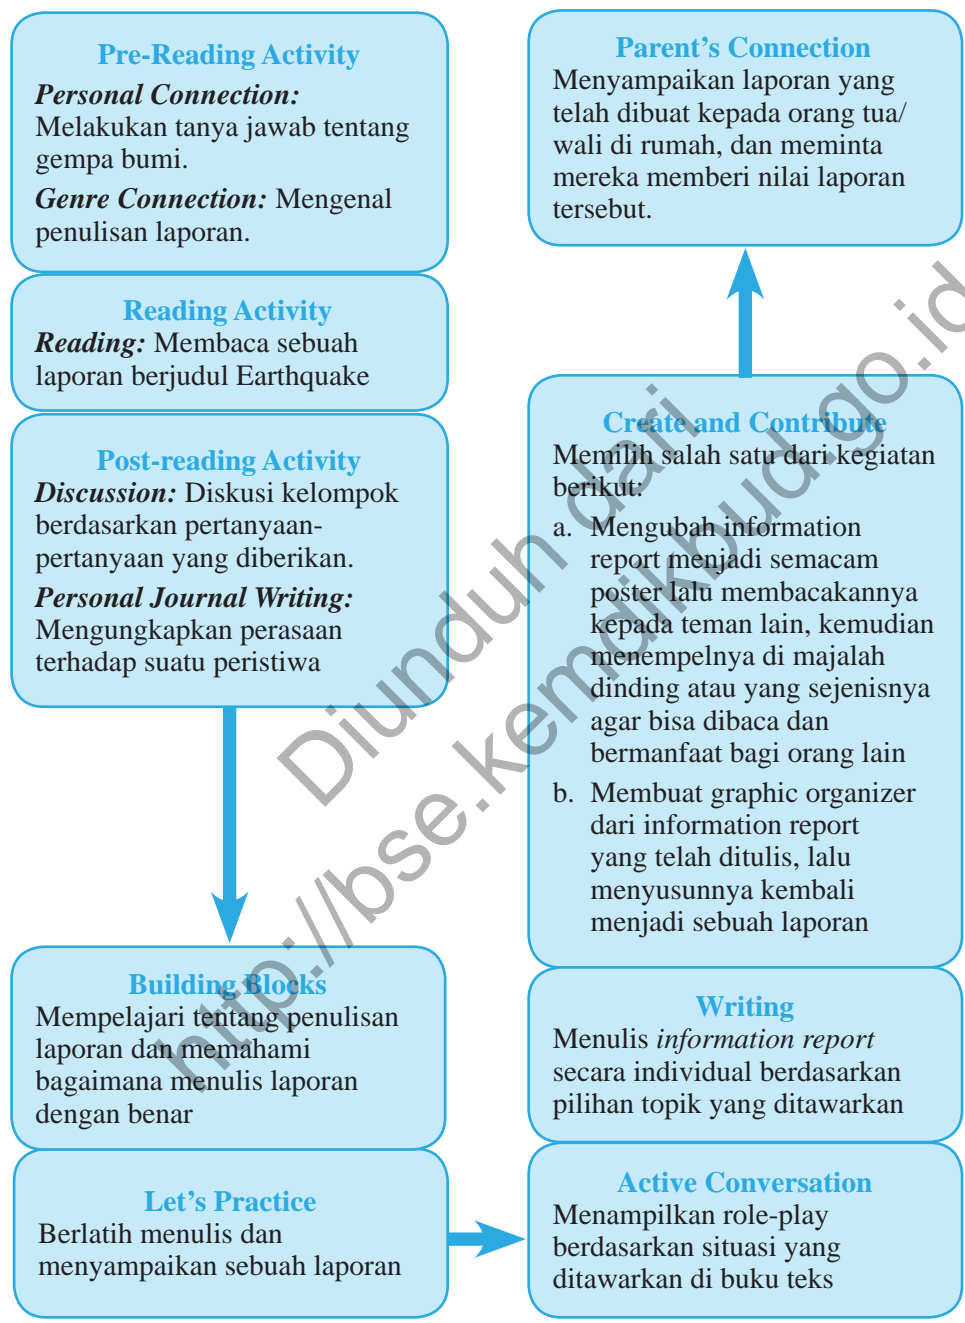 Pre-Reading Activity
Personal Connection:
Melakukan tanya jawab tentang
gempa bumi.
Genre Connection: Mengenal
penulisan laporan.
Reading Activity
Reading: Membaca sebuah
laporan berjudul Earthquake
Post-reading Activity
Discussion: Diskusi kelompok
berdasarkan pertanyaan-
pertanyaan yang diberikan.
Personal Journal Writing:
Mengungkapkan perasaan
terhadap suatu peristiwa
Building Blocks
Mempelajari tentang penulisan
laporan dan memahami
bagaimana menulis laporan
dengan benar
Let's Practice
Berlatih menulis dan
menyampaikan sebuah laporan
Active Conversation
Menampilkan role-play
berdasarkan situasi yang
ditawarkan di buku teks
Writing
Menulis information report
secara individual berdasarkan
pilihan topik yang ditawarkan
Create and Contribute
Memilih salah satu dari kegiatan
berikut:
a. Mengubah information
report menjadi semacam
poster lalu membacakannya
kepada teman lain, kemudian
menempelnya di majalah
dinding atau yang sejenisnya
agar bisa dibaca dan
bermanfaat bagi orang lain
b. Membuat graphic organizer
dari information report
yang telah ditulis, lalu
menyusunnya kembali
menjadi sebuah laporan
Parent's Connection
Menyampaikan laporan yang
telah dibuat kepada orang tua/
wali di rumah, dan meminta
mereka memberi nilai laporan
tersebut.
Diunduh dari
http://bse.kemdikbud.go.id